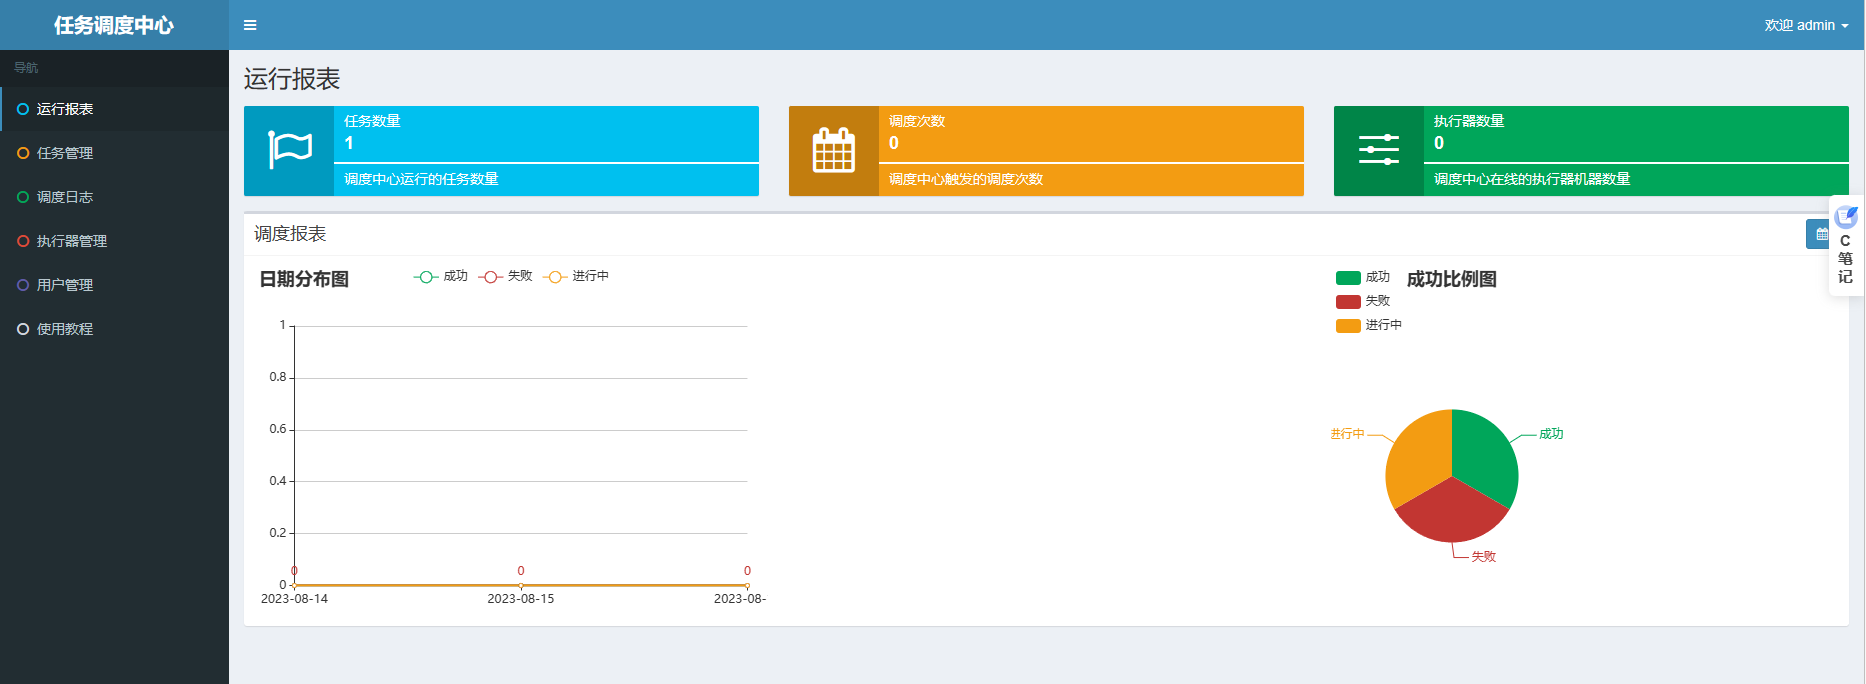 任务调度中心
欢迎 admin
导航
运行报表
任务管理
调度日志
执行器管理
用户管理
使用教程
运行报表
任务数量
1
调度中心运行的任务数量
调度次数
0
调度中心触发的调度次数
执行器数量
0
调度中心在线的执行器机器数量
调度报表
日期分布图
成功 失败 进行中
1
0.8
0.6
0.4
0.2
0
0 0 0
2023-08-14 2023-08-15 2023-08-
成功
失败
进行中
成功比例图
进行中
成功
失败
C
笔
记